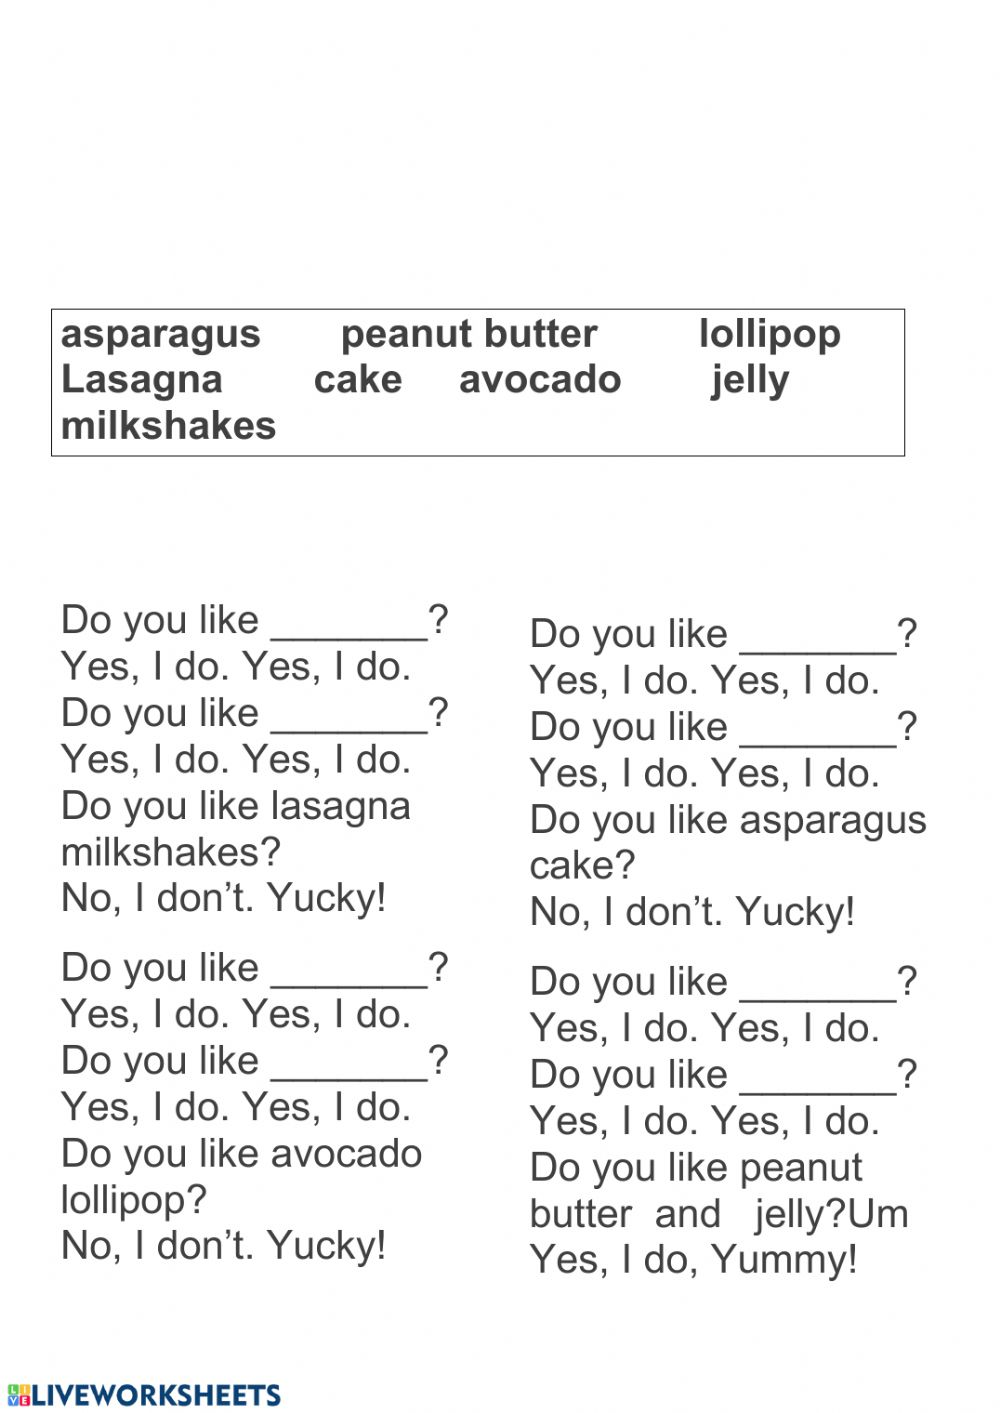 asparagus peanut butter lollipop
Lasagna cake avocado jelly
milkshakes
Do you like _______?
Yes, I do. Yes, I do.
Do you like _______?
Yes, I do. Yes, I do.
Do you like lasagna
milkshakes?
No, I don’t. Yucky!
Do you like _______?
Yes, I do. Yes, I do.
Do you like _______?
Yes, I do. Yes, I do.
Do you like avocado
lollipop?
No, I don’t. Yucky!
Do you like _______?
Yes, I do. Yes, I do.
Do you like _______?
Yes, I do. Yes, I do.
Do you like asparagus
cake?
No, I don’t. Yucky!
Do you like _______?
Yes, I do. Yes, I do.
Do you like _______?
Yes, I do. Yes, I do.
Do you like peanut
butter and jelly?Um
Yes, I do, Yummy!
LIVE LIVEWORKSHEETS